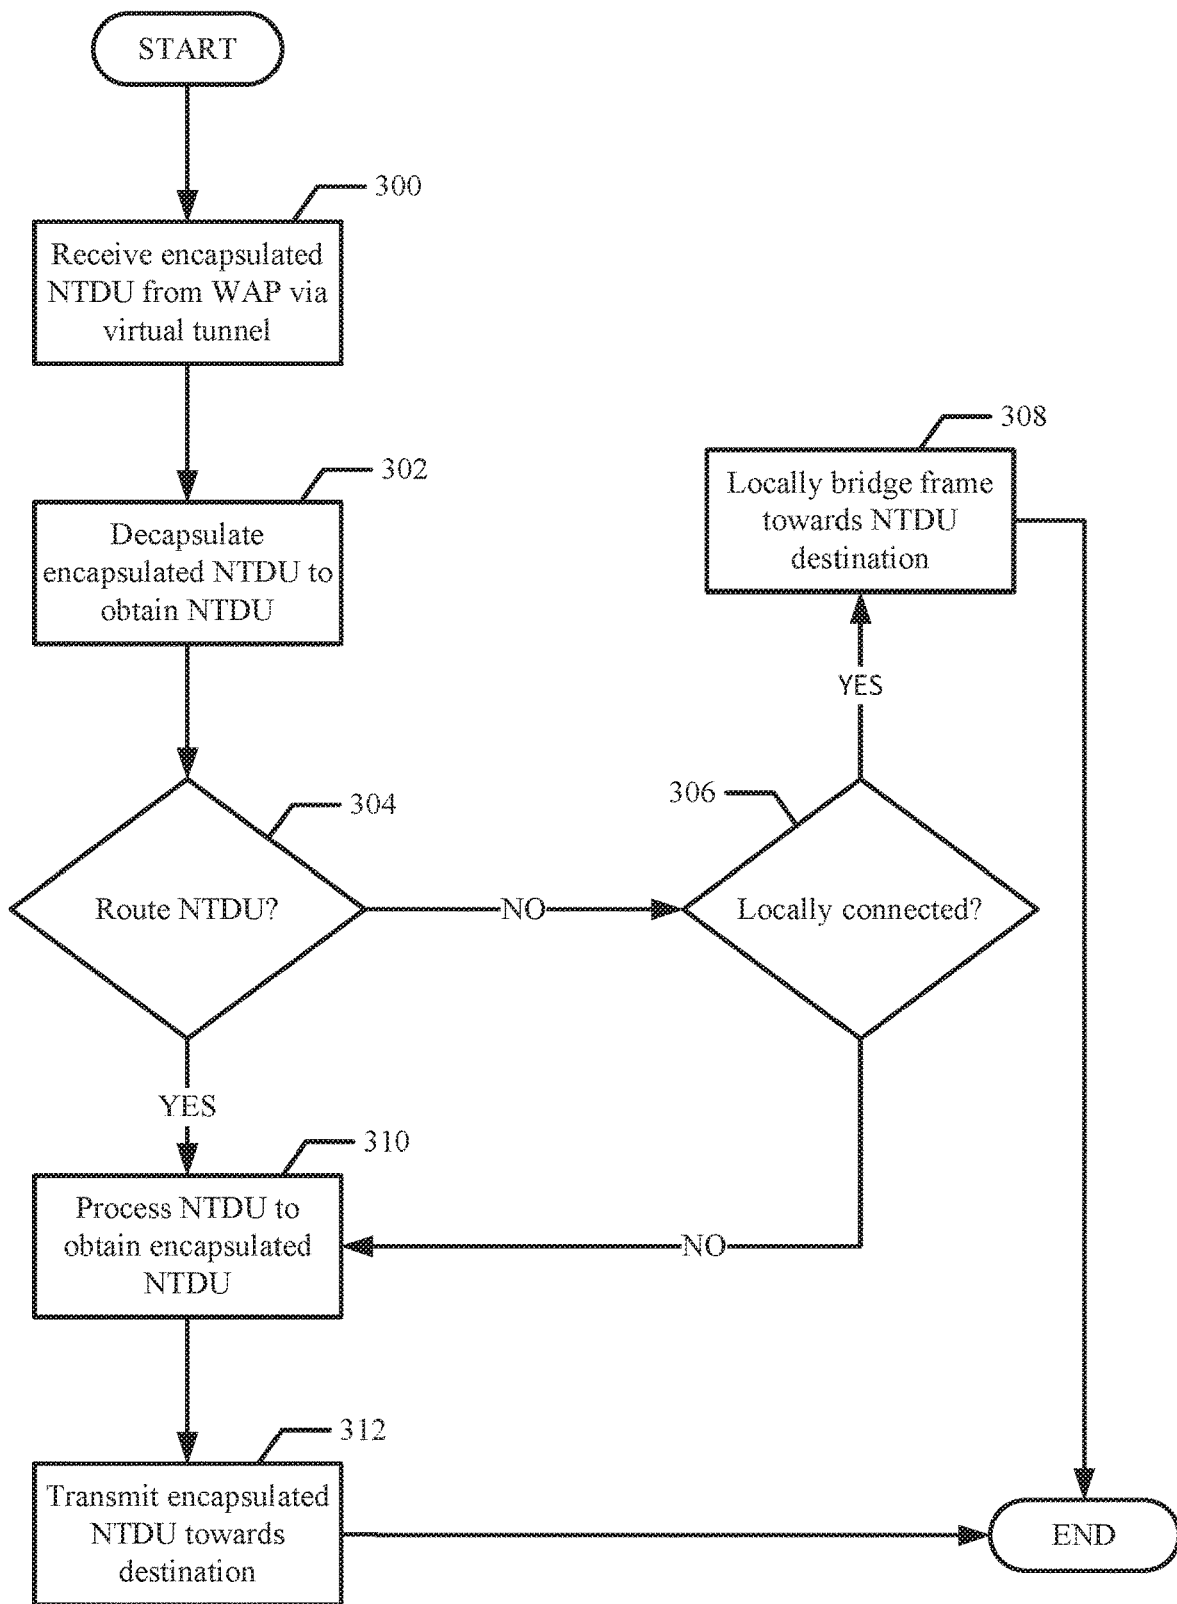 START
300
Receive encapsulated
NTDU from WAP via
virtual tunnel
302
Decapsulate
encapsulated NTDU to
obtain NTDU
308
Locally bridge frame
towards NTDU
destination
YES
304
Route NTDU?
NO
306
Locally connected?
YES
310
Process NTDU to
obtain encapsulated
NTDU
NO
312
Transmit encapsulated
NTDU towards
destination
END